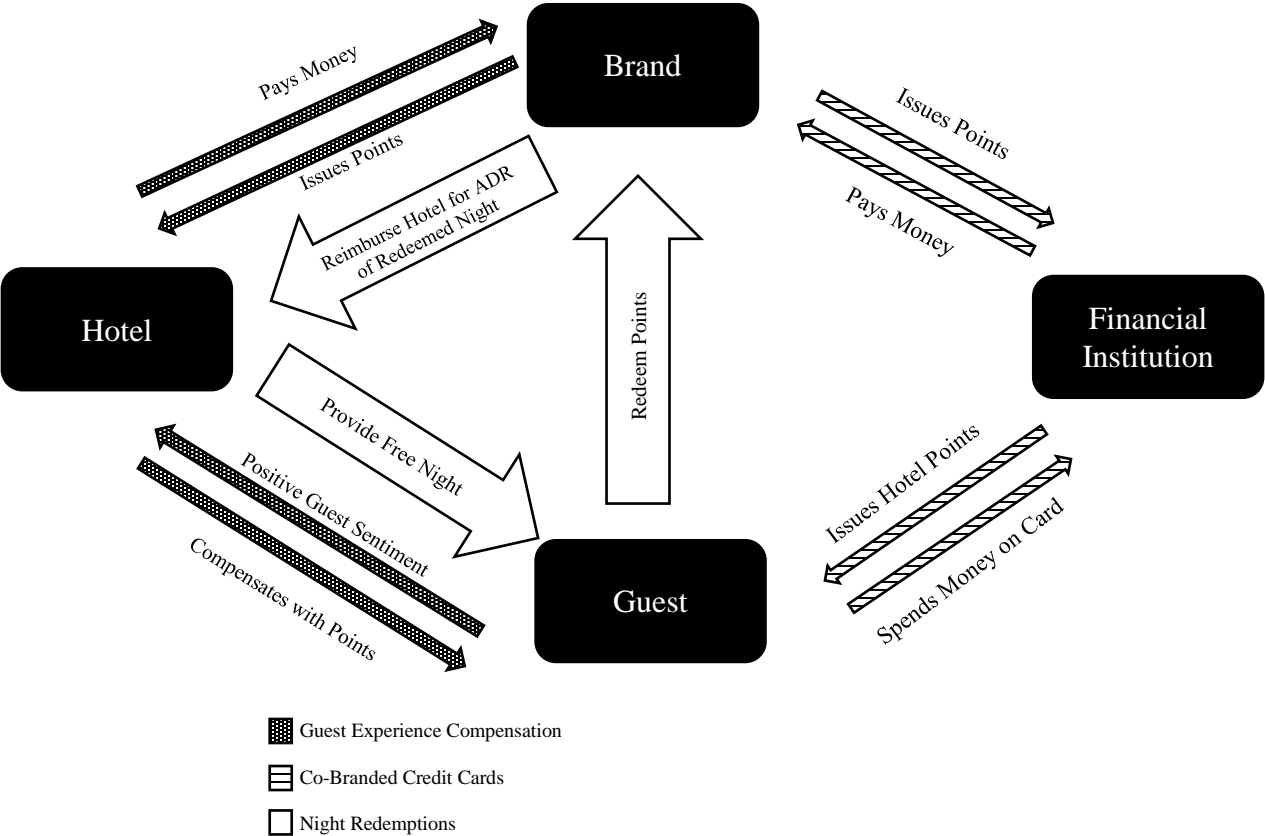 Brand
Pays Money
Issues Points
Reimburse Hotel for ADR
of Redeemed Night
Issues Points
Pays Money
Hotel
Redeem Points
Financial
Institution
Provide Free Night
Positive Guest Sentiment
Compensates with Points
Issues Hotel Points
Spends Money on Card
Guest
Guest Experience Compensation
Co-Branded Credit Cards
Night Redemptions